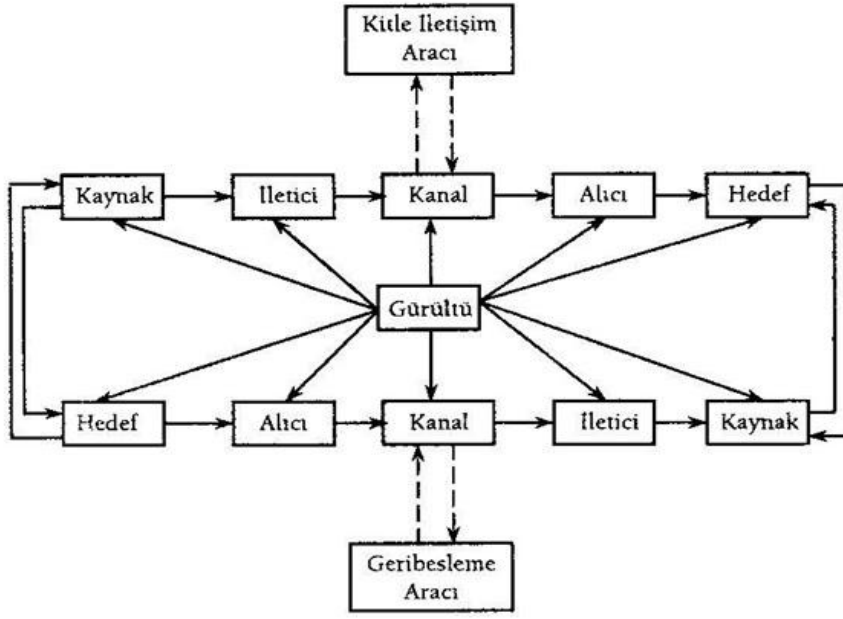 Kitle İletişim
Aracı
Kaynak
İletici
Kanal
Alıcı
Hedef
Gürültü
Hedef
Alıcı
Kanal
İletici
Kaynak
Geribesleme
Aracı